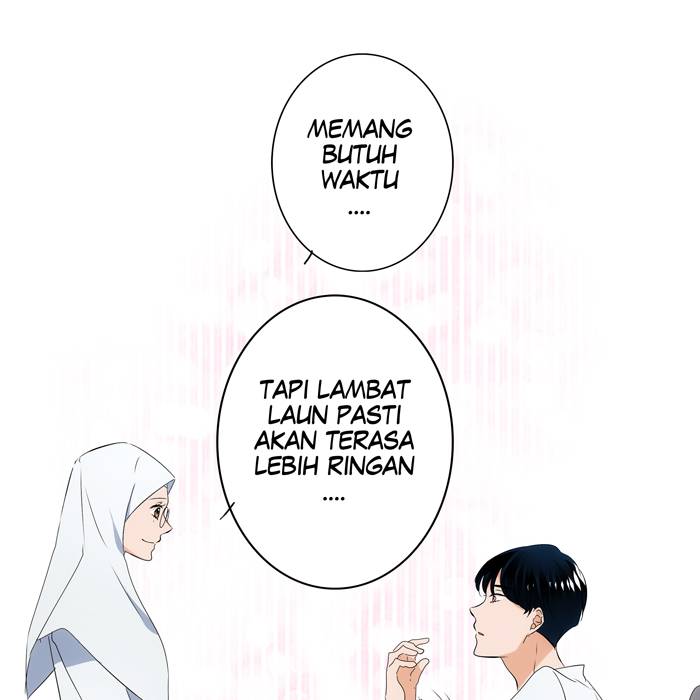 MEMANG
BUTUH
WAKTU
....
TAPI LAMBAT
LAUN PASTI
AKAN TERASA
LEBIH RINGAN
....